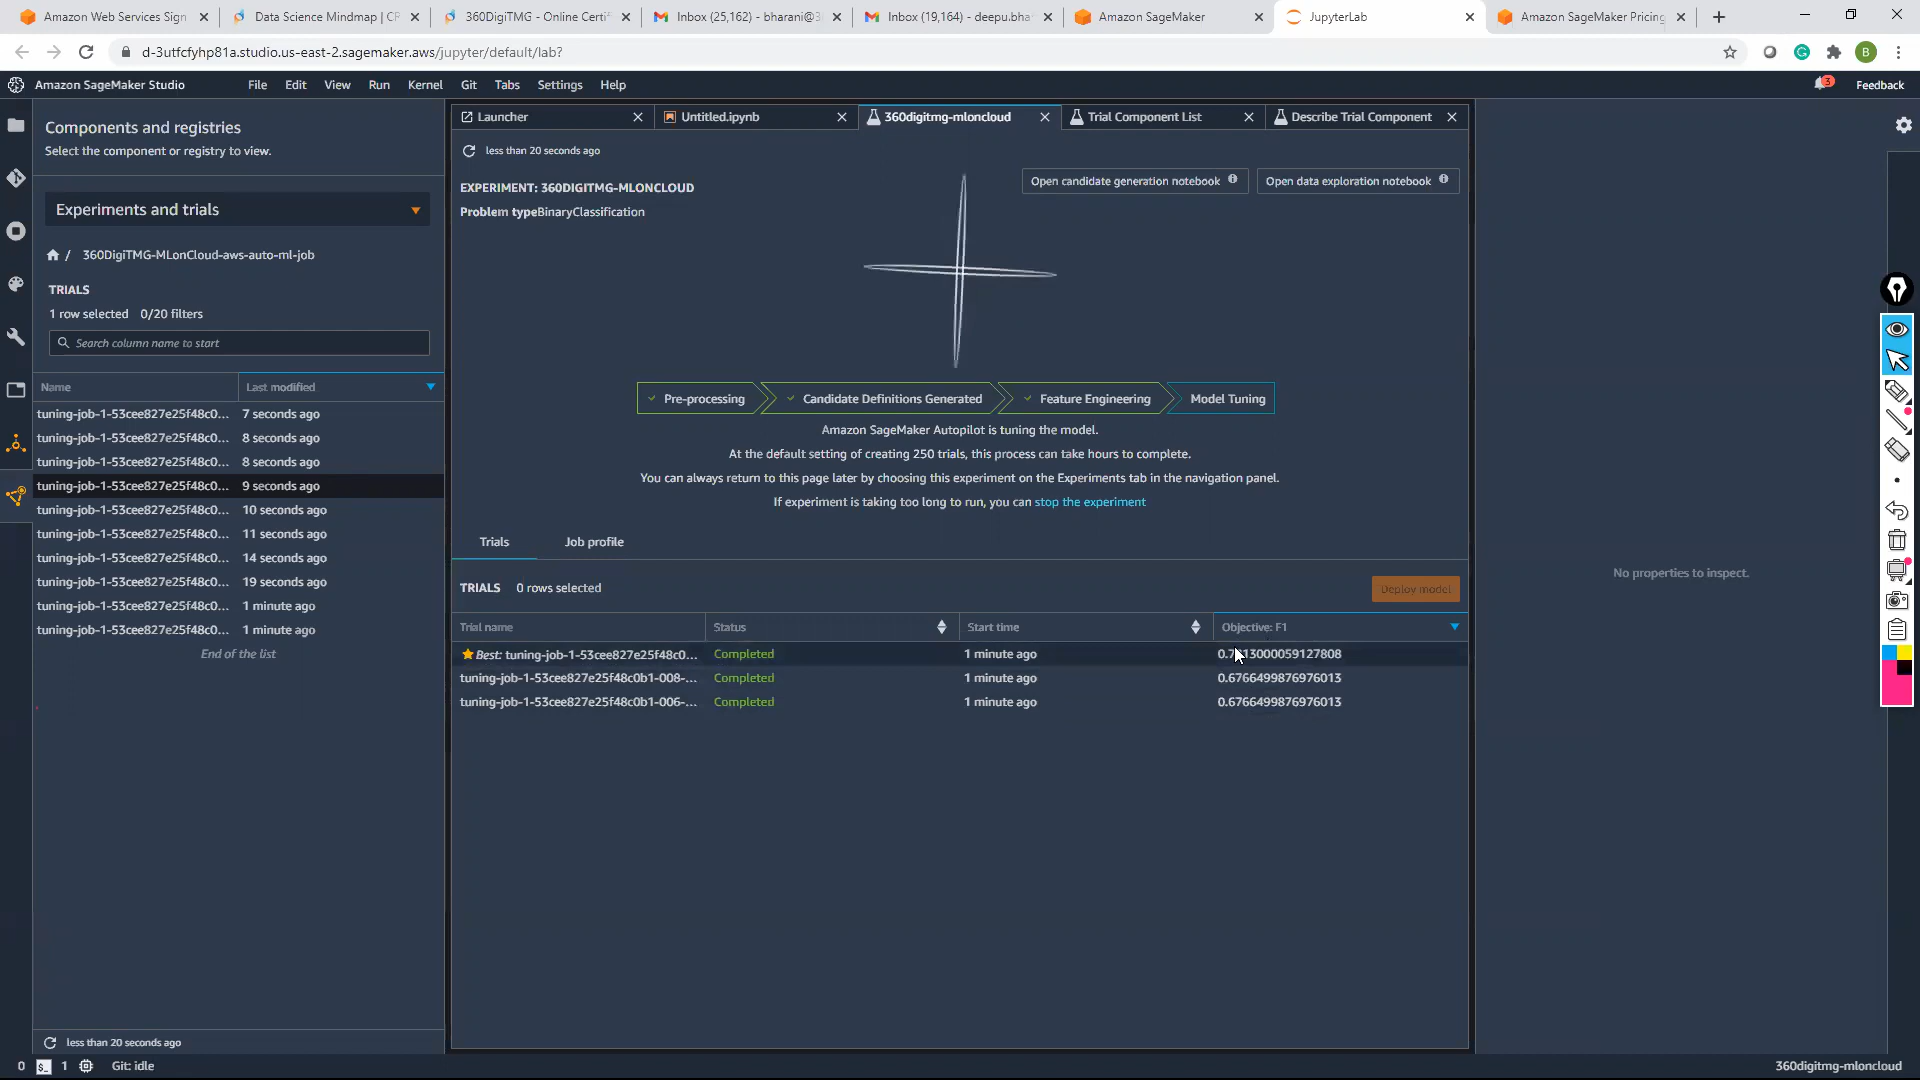 Amazon Web Services Sign
Data Science Mindmap | CF
360DigiTMG - Online Certif
Inbox (25,162) - bharani@3
Inbox (19,164) - deepu.bha
Amazon SageMaker
JupyterLab
Amazon SageMaker Pricing
d-3utfcfyhp81a.studio.us-east-2.sagemaker.aws/jupyter/default/lab?
B
Amazon SageMaker Studio
File Edit View Run Kernel Git Tabs Settings Help
3
Feedback
Components and registries
Select the component or registry to view.
Experiments and trials
/ 360DigiTMG-MLonCloud-aws-auto-ml-job
TRIALS
1 row selected 0/20 filters
Search column name to start
Name Last modified
tuning-job-1-53cee827e25f48c0... 7 seconds ago
tuning-job-1-53cee827e25f48c0... 8 seconds ago
tuning-job-1-53cee827e25f48c0... 8 seconds ago
tuning-job-1-53cee827e25f48c0... 9 seconds ago
tuning-job-1-53cee827e25f48c0... 10 seconds ago
tuning-job-1-53cee827e25f48c0... 11 seconds ago
tuning-job-1-53cee827e25f48c0... 14 seconds ago
tuning-job-1-53cee827e25f48c0... 19 seconds ago
tuning-job-1-53cee827e25f48c0... 1 minute ago
tuning-job-1-53cee827e25f48c0... 1 minute ago
End of the list
less than 20 seconds ago
Launcher
Untitled.ipynb
360digitmg-mloncloud
Trial Component List
Describe Trial Component
less than 20 seconds ago
EXPERIMENT: 360DIGITMG-MLONCLOUD
Problem typeBinaryClassification
Open candidate generation notebook
Open data exploration notebook
Pre-processing
Candidate Definitions Generated
Feature Engineering
Model Tuning
Amazon SageMaker Autopilot is tuning the model.
At the default setting of creating 250 trials, this process can take hours to complete.
You can always return to this page later by choosing this experiment on the Experiments tab in the navigation panel.
If experiment is taking too long to run, you can stop the experiment
Trials Job profile
TRIALS 0 rows selected
Deploy model
Trial name Status Start time Objective: F1
Best: tuning-job-1-53cee827e25f48c0... Completed 1 minute ago
tuning-job-1-53cee827e25f48c0b1-008-... Completed 1 minute ago 0.6766499876976013
tuning-job-1-53cee827e25f48c0b1-006-... Completed 1 minute ago 0.6766499876976013
No properties to inspect.
0 1 Git: idle
360digitmg-mloncloud